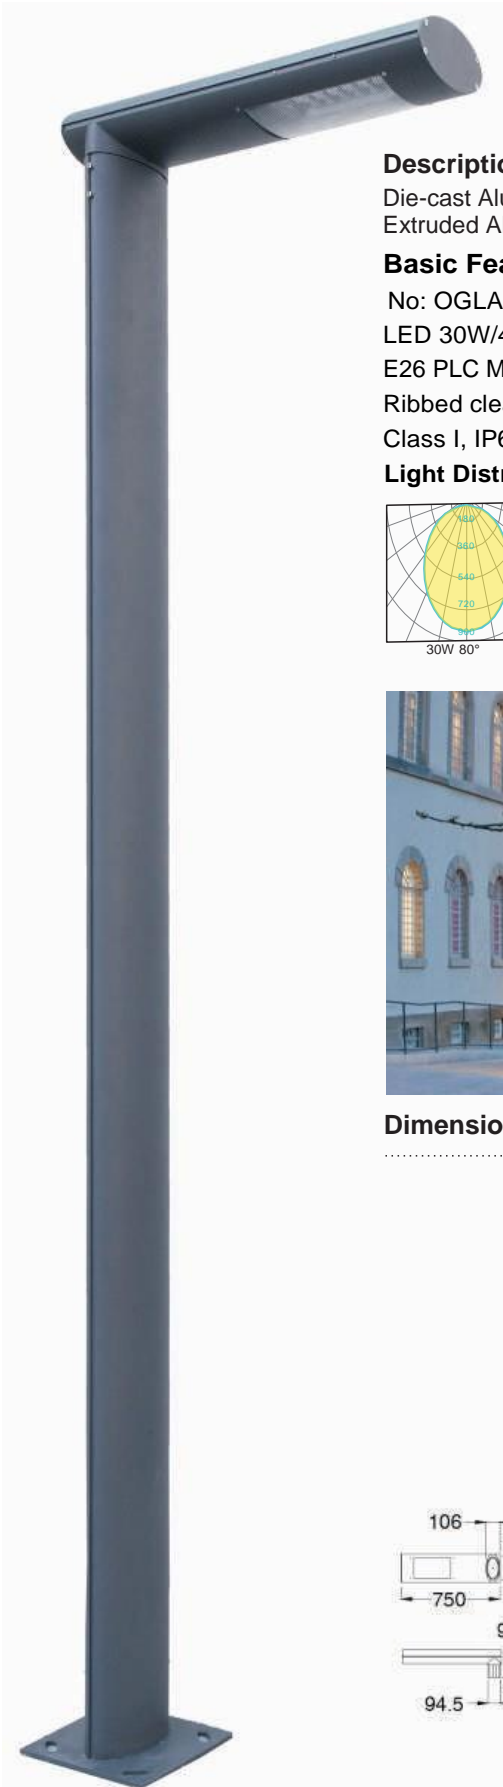 Descriptio
Die-cast Alu
Extruded A
Basic Fea
No: OGLA
LED 30W/4
E26 PLC M
Ribbed cle
Class I, IP6
Light Distr
180
360
540
720
900
30W 80°
Dimensio
106
750
9
94.5